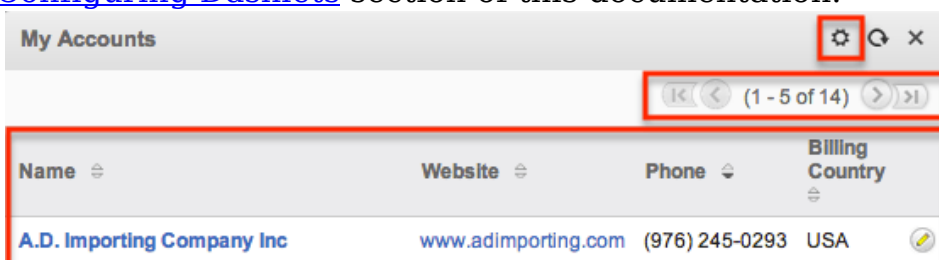 Configuring Dashlets section of this documentation.
My Accounts
(1 - 5 of 14)
Name Website Phone Billing Country
A.D. Importing Company Inc www.adimporting.com (976) 245-0293 USA